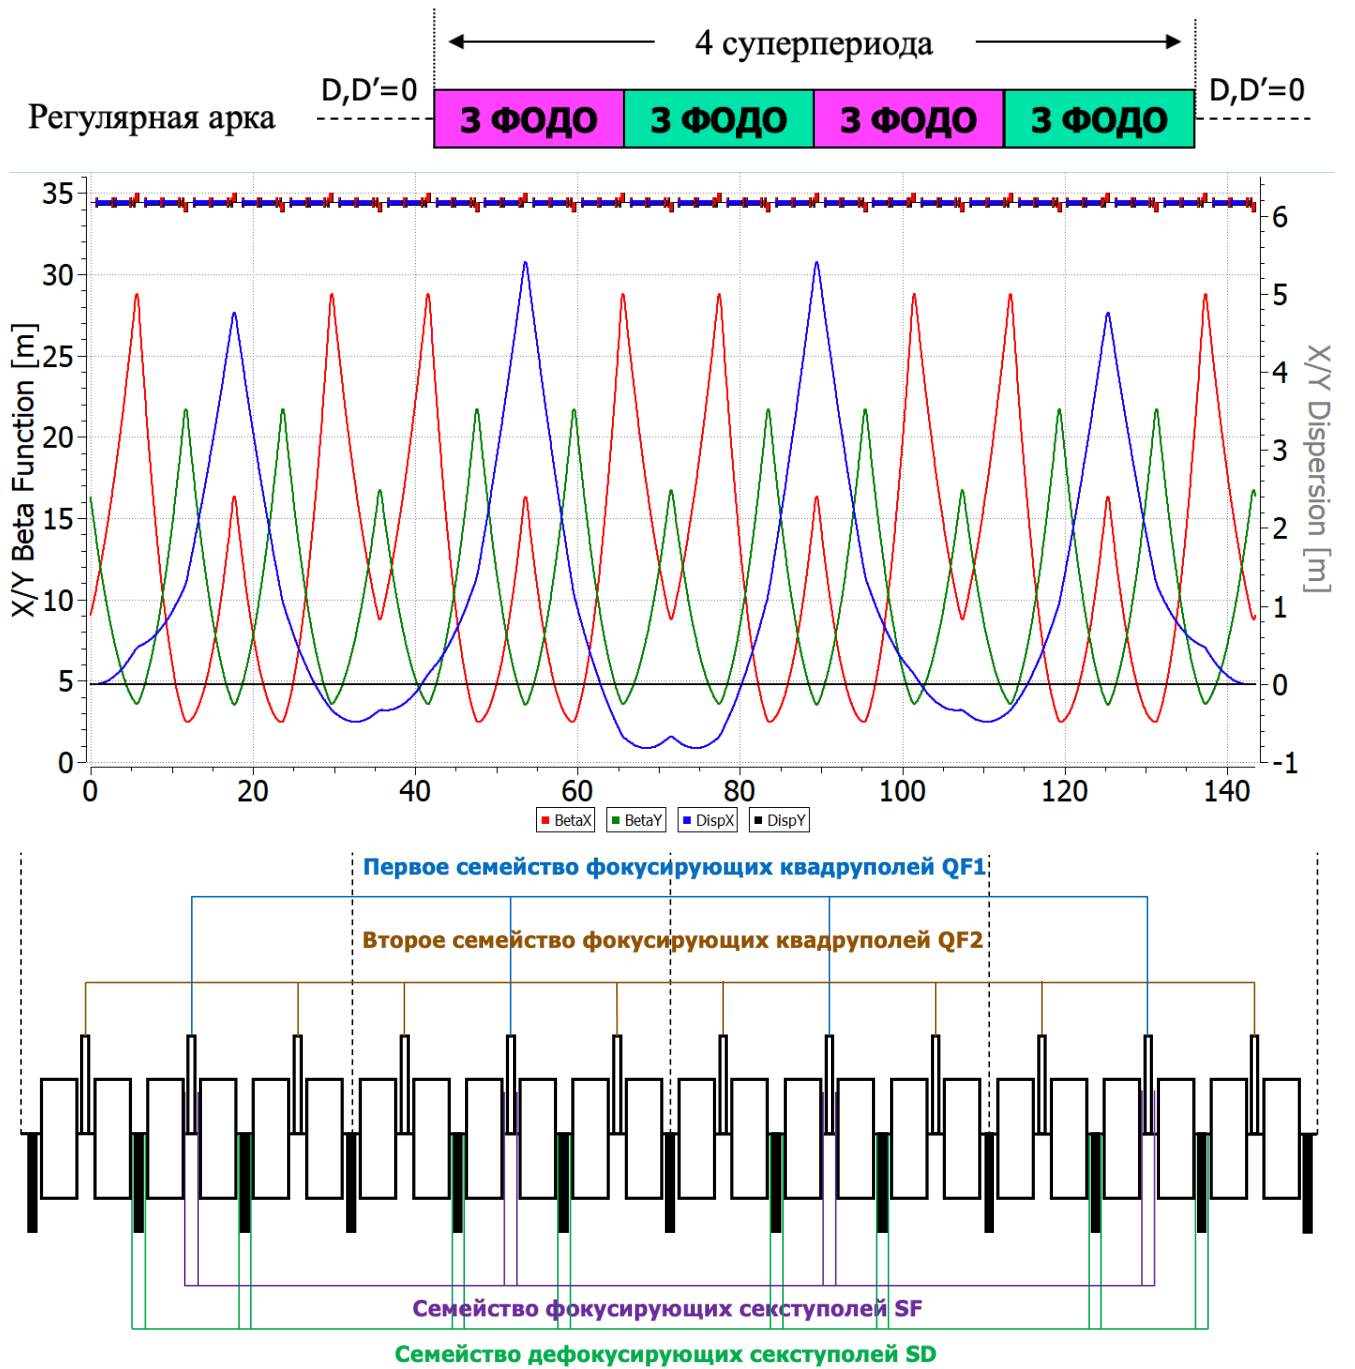 4 суперпериода
D,D′=0
D,D′=0
Регулярная арка
3 ФОДО
3 ФОДО
3 ФОДО
3 ФОДО
35
30
25
20
15
10
5
0
X/Y Beta Function [m]
6
5
4
3
2
1
0
-1
X/Y Dispersion [m]
0
20
40
60
80
100
120
140
BetaX
BetaY
DispX
DispY
Первое семейство фокусирующих квадруполей QF1
Второе семейство фокусирующих квадруполей QF2
Семейство фокусирующих секступолей SF
Семейство дефокусирующих секступолей SD